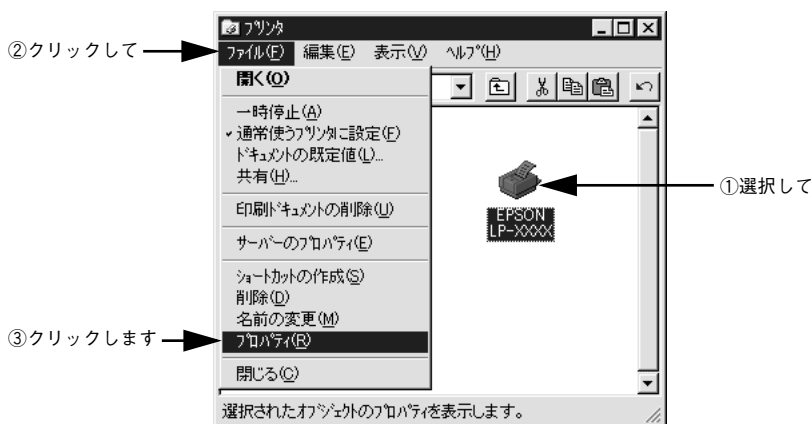 プリンタ
②クリックして
ファイル(F) 編集(E) 表示(V) ヘルプ(H)
開く(O)
一時停止(A)
通常使うプリンタに設定(F)
ドキュメントの既定値(L)...
共有(H)...
①選択して
印刷ドキュメントの削除(U)
EPSON
LP-XXXX
サーバーのプロパティ(E)
ショートカットの作成(S)
削除(D)
名前の変更(M)
③クリックします
プロパティ(R)
閉じる(C)
選択されたオブジェクトのプロパティを表示します。